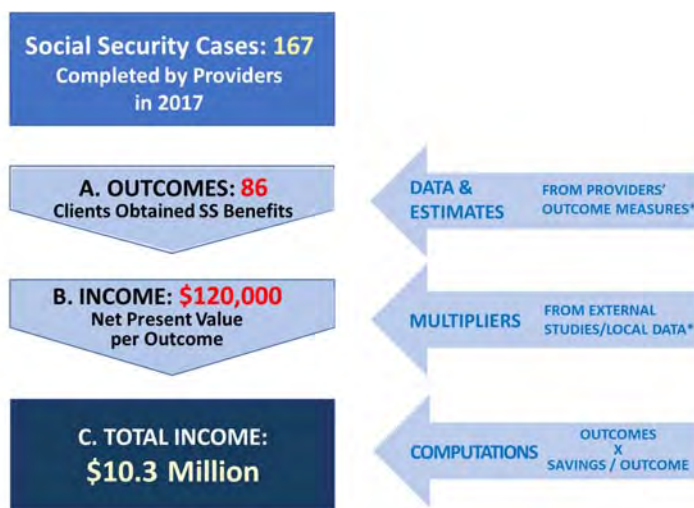 Social Security Cases: 167
Completed by Providers
in 2017
A. OUTCOMES: 86
Clients Obtained SS Benefits
DATA &
ESTIMATES
FROM PROVIDERS'
OUTCOME MEASURES*
B. INCOME: $120,000
Net Present Value
per Outcome
MULTIPLIERS
FROM EXTERNAL
STUDIES/LOCAL DATA*
C. TOTAL INCOME:
$10.3 Million
COMPUTATIONS
OUTCOMES
X
SAVINGS / OUTCOME